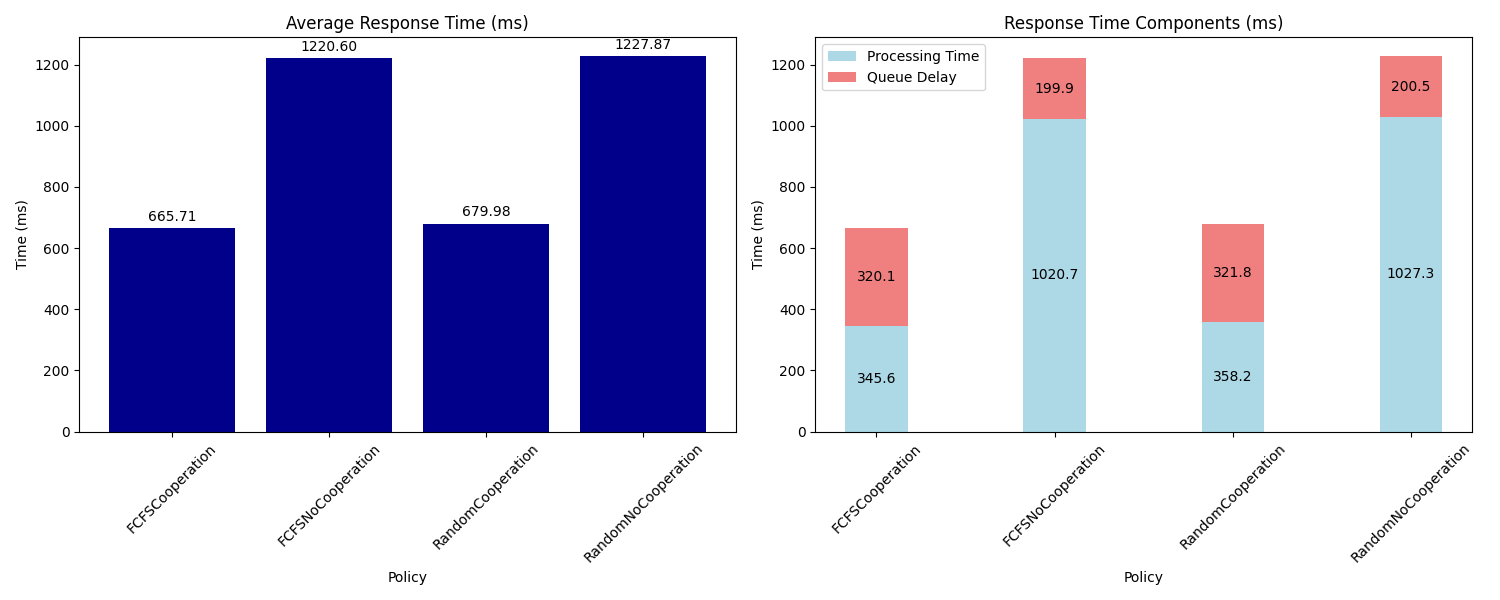 Average Response Time (ms)
Time (ms)
1200
1000
800
600
400
200
0
665.71
1220.60
679.98
1227.87
FCFSCooperation
FCFSNoCooperation
RandomCooperation
RandomNoCooperation
Policy
Response Time Components (ms)
Processing Time
Queue Delay
Time (ms)
1200
1000
800
600
400
200
0
320.1
345.6
199.9
1020.7
321.8
358.2
200.5
1027.3
FCFSCooperation
FCFSNoCooperation
RandomCooperation
RandomNoCooperation
Policy